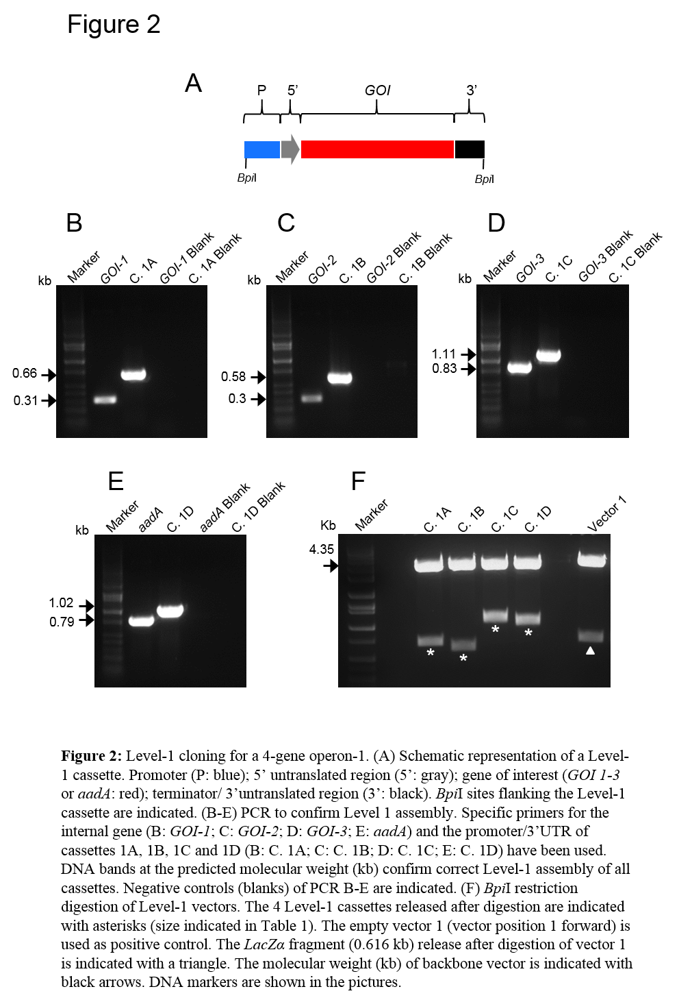 Figure 2
A
P 5’ GOI 3’
BpiI BpiI
B
kb Marker GOI-1 C. 1A GOI-1 Blank C. 1A Blank
0.66
0.31
C
kb Marker GOI-2 C. 1B GOI-2 Blank C. 1B Blank
0.58
0.3
D
kb Marker GOI-3 C. 1C GOI-3 Blank C. 1C Blank
1.11
0.83
E
kb Marker aadA C. 1D aadA Blank C. 1D Blank
1.02
0.79
F
Kb Marker C. 1A C. 1B C. 1C C. 1D Vector 1
4.35
* * * *
Figure 2: Level-1 cloning for a 4-gene operon-1. (A) Schematic representation of a Level-
1 cassette. Promoter (P: blue); 5’ untranslated region (5’: gray); gene of interest (GOI 1-3
or aadA: red); terminator/ 3’untranslated region (3’: black). BpiI sites flanking the Level-1
cassette are indicated. (B-E) PCR to confirm Level 1 assembly. Specific primers for the
internal gene (B: GOI-1; C: GOI-2; D: GOI-3; E: aadA) and the promoter/3’UTR of
cassettes 1A, 1B, 1C and 1D (B: C. 1A; C: C. 1B; D: C. 1C; E: C. 1D) have been used.
DNA bands at the predicted molecular weight (kb) confirm correct Level-1 assembly of all
cassettes. Negative controls (blanks) of PCR B-E are indicated. (F) BpiI restriction
digestion of Level-1 vectors. The 4 Level-1 cassettes released after digestion are indicated
with asterisks (size indicated in Table 1). The empty vector 1 (vector position 1 forward) is
used as positive control. The LacZα fragment (0.616 kb) release after digestion of vector 1
is indicated with a triangle. The molecular weight (kb) of backbone vector is indicated with
black arrows. DNA markers are shown in the pictures.